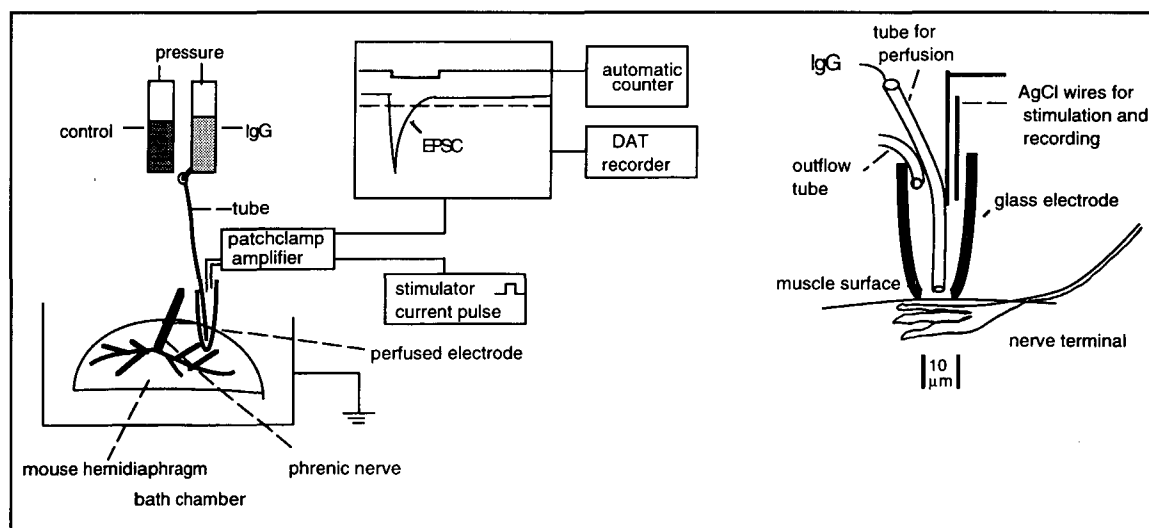 pressure
control
IgG
tube
patchclamp
amplifier
EPSC
automatic
counter
DAT
recorder
stimulator
current pulse
perfused electrode
mouse hemidiaphragm
phrenic nerve
bath chamber
tube for
perfusion
IgG
AgCl wires for
stimulation and
recording
outflow
tube
glass electrode
muscle surface
nerve terminal
10
μm